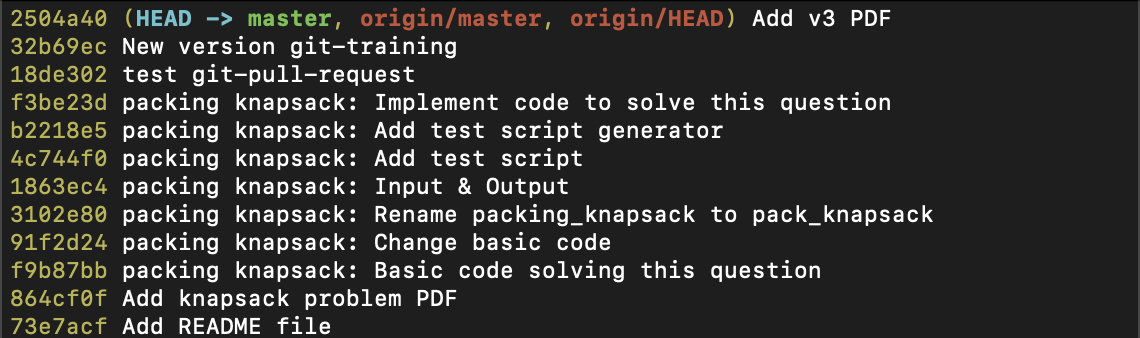 2504a40 (HEAD -> master, origin/master, origin/HEAD) Add v3 PDF
32b69ec New version git-training
18de302 test git-pull-request
f3be23d packing knapsack: Implement code to solve this question
b2218e5 packing knapsack: Add test script generator
4c744f0 packing knapsack: Add test script
1863ec4 packing knapsack: Input & Output
3102e80 packing knapsack: Rename packing_knapsack to pack_knapsack
91f2d24 packing knapsack: Change basic code
f9b87bb packing knapsack: Basic code solving this question
864cf0f Add knapsack problem PDF
73e7acf Add README file